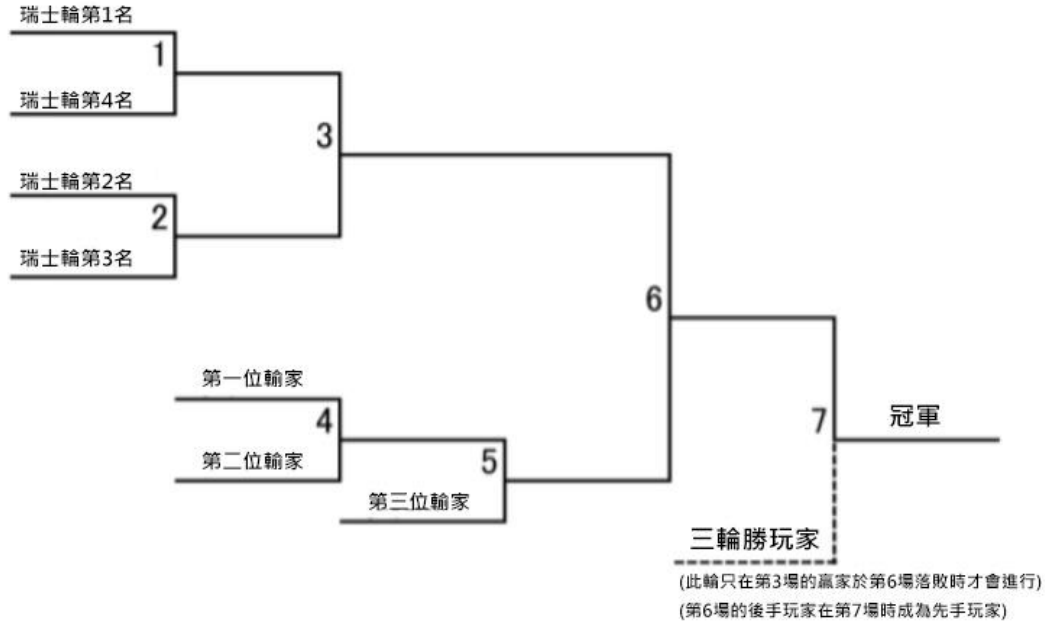 瑞士輪第1名
1
瑞士輪第4名
3
瑞士輪第2名
2
瑞士輪第3名
6
第一位輸家
4
第二位輸家
5
第三位輸家
7
冠軍
三輪勝玩家
(此輪只在第3場的贏家於第6場落敗時才會進行)
(第6場的後手玩家在第7場時成為先手玩家)